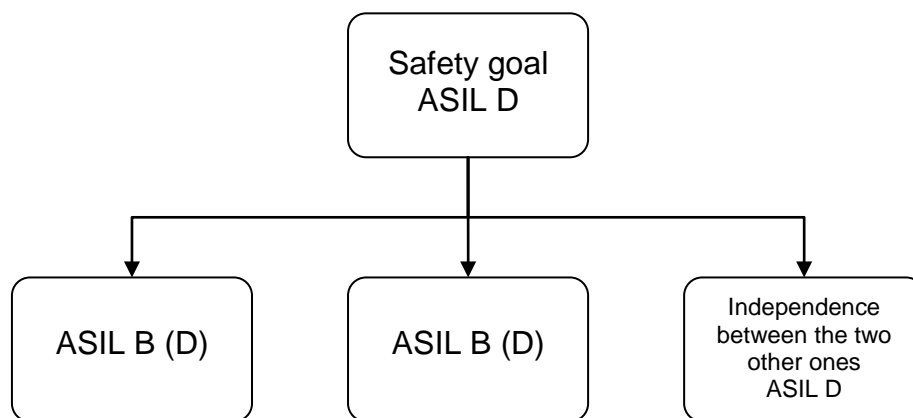 Safety goal
ASIL D
ASIL B (D)
ASIL B (D)
Independence
between the two
other ones
ASIL D